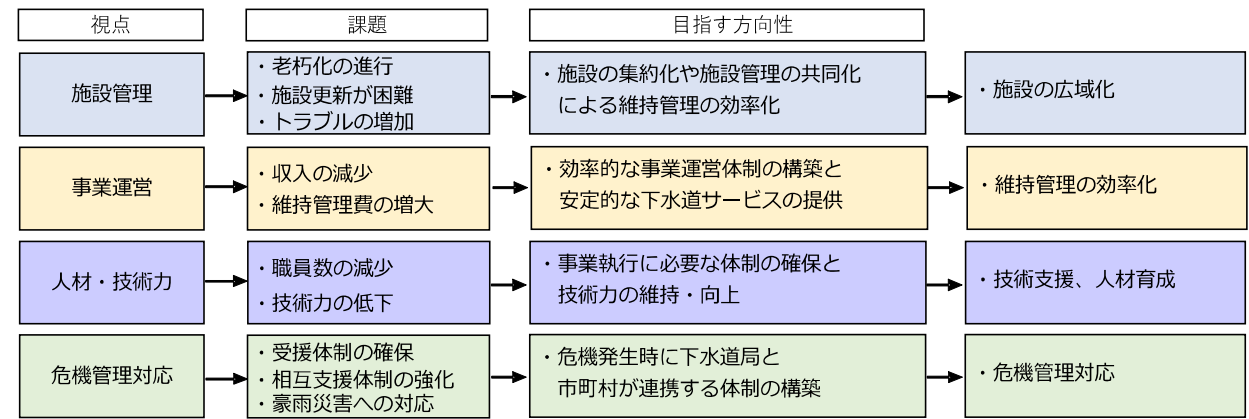 視点
課題
目指す方向性
施設管理
・老朽化の進行
・施設更新が困難
・トラブルの増加
・施設の集約化や施設管理の共同化
による維持管理の効率化
・施設の広域化
事業運営
・収入の減少
・維持管理費の増大
・効率的な事業運営体制の構築と
安定的な下水道サービスの提供
・維持管理の効率化
人材・技術力
・職員数の減少
・技術力の低下
・事業執行に必要な体制の確保と
技術力の維持・向上
・技術支援、人材育成
危機管理対応
・受援体制の確保
・相互支援体制の強化
・豪雨災害への対応
・危機発生時に下水道局と
市町村が連携する体制の構築
・危機管理対応